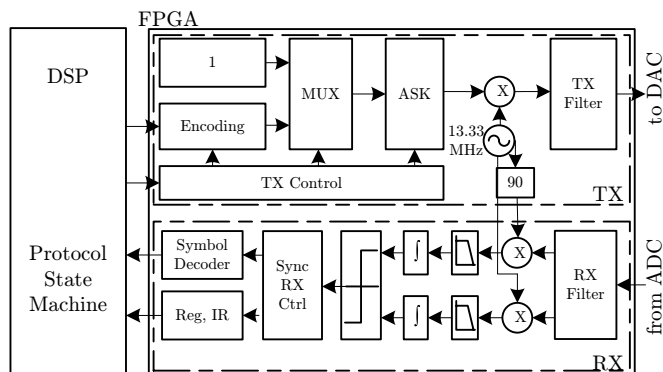 FPGA
DSP
1
MUX
ASK
X
TX
Filter
to DAC
Encoding
13.33
MHz
TX Control
90
TX
Protocol
State
Machine
Symbol
Decoder
Reg, IR
Sync
RX
Ctrl
∫
∫
X
X
RX
Filter
from ADC
RX